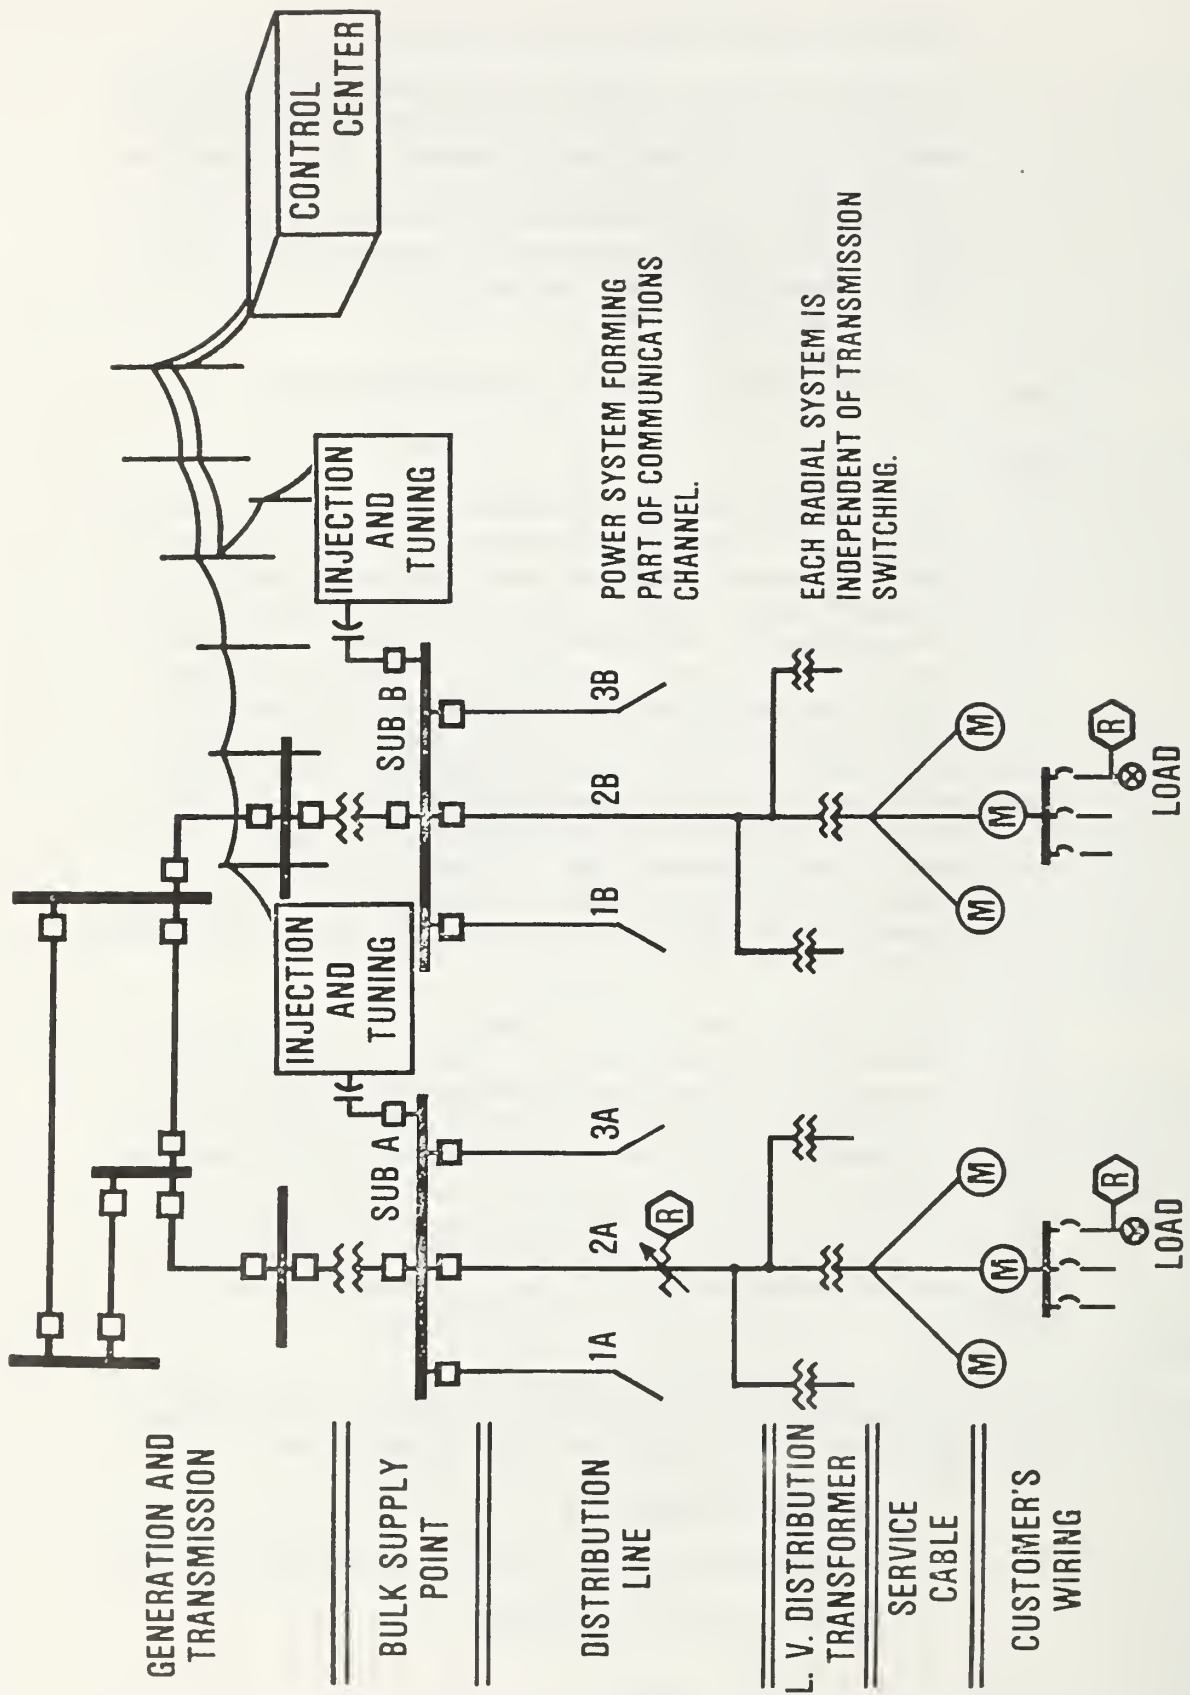 GENERATION AND
TRANSMISSION
BULK SUPPLY
POINT
DISTRIBUTION
LINE
L. V. DISTRIBUTION
TRANSFORMER
SERVICE
CABLE
CUSTOMER'S
WIRING
CONTROL
CENTER
INJECTION
AND
TUNING
INJECTION
AND
TUNING
SUB A
SUB B
1A
2A
3A
1B
2B
3B
R
POWER SYSTEM FORMING
PART OF COMMUNICATIONS
CHANNEL.
EACH RADIAL SYSTEM IS
INDEPENDENT OF TRANSMISSION
SWITCHING.
M
M
M
M
M
M
R
R
LOAD
LOAD